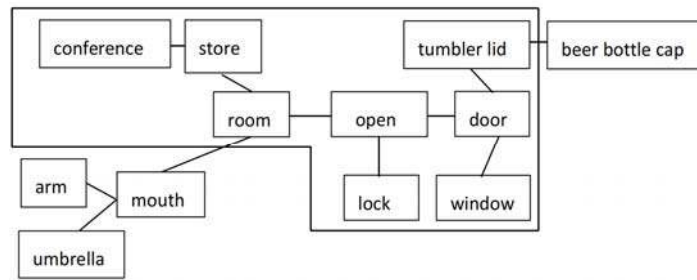 conference
store
tumbler lid
beer bottle cap
room
open
door
arm
mouth
lock
window
umbrella